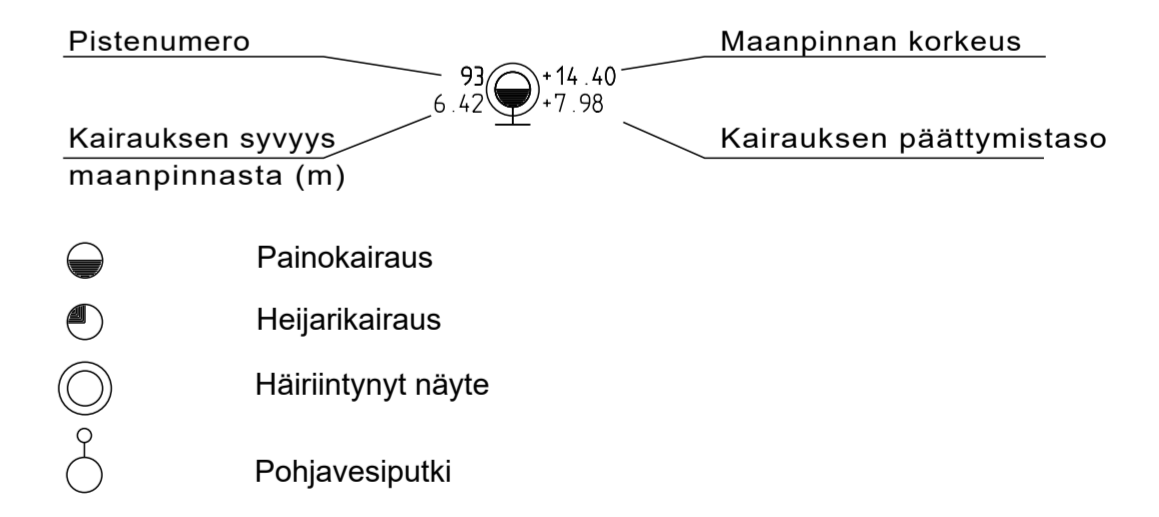 Pistenumero
Maanpinnan korkeus
93 +14.40
6.42 +7.98
Kairauksen syvyys
maanpinnasta (m)
Kairauksen päättymistaso
Painokairaus
Heijarikairaus
Häiriintynyt näyte
Pohjavesiputki